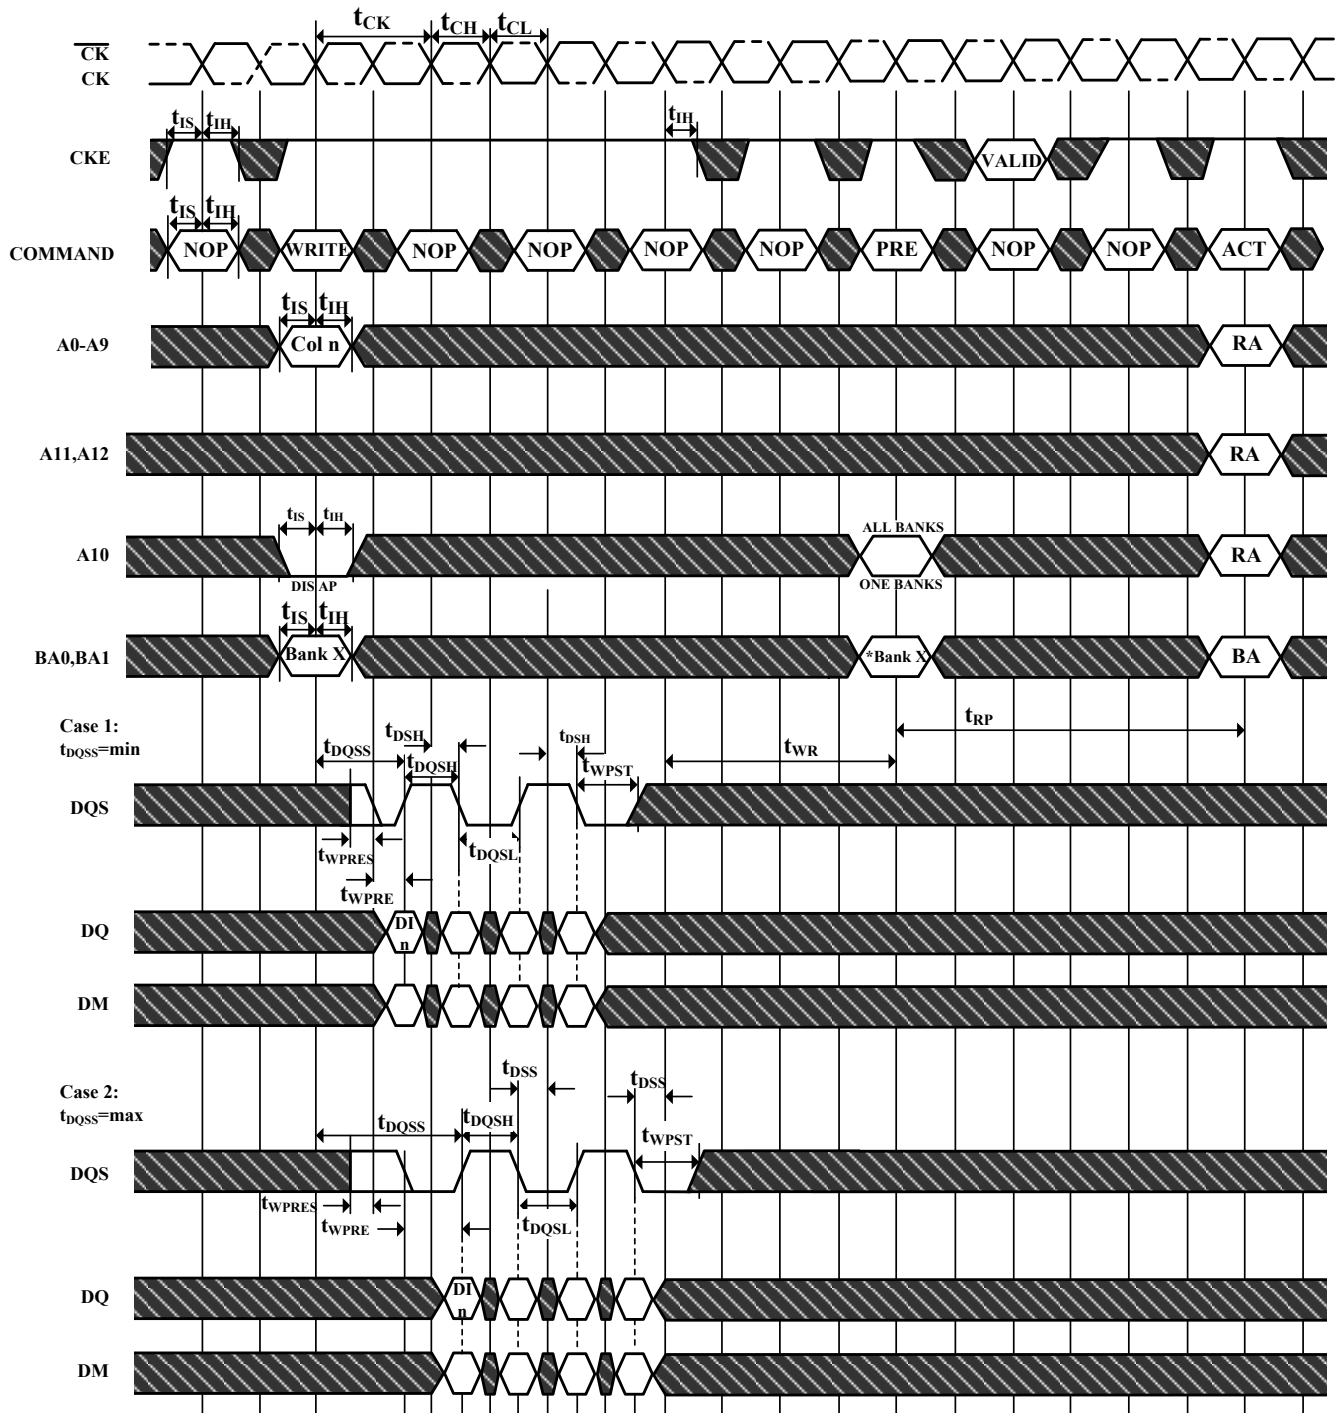 tCK tCH tCL
CK
CK
tIS tIH tIH
CKE VALID
tIS tIH
COMMAND NOP WRITE NOP NOP NOP NOP PRE NOP NOP ACT
tIS tIH
A0-A9 Col n RA
A11,A12 RA
tIS tIH ALL BANKS
A10 RA
DIS AP ONE BANKS
tIS tIH
BA0,BA1 Bank X *Bank X BA
Case 1:
tDQSS=min
tDSH tDSH tRP
tDQSS tWR
tDQSH tWPST
DQS
tWPRES tDQSL
tWPRE
DQ DI n
DM
Case 2:
tDQSS=max
tDSS tDSS
tDQSS tDQSH tWPST
DQS
tWPRES
tWPRE tDQSL
DQ DI n
DM